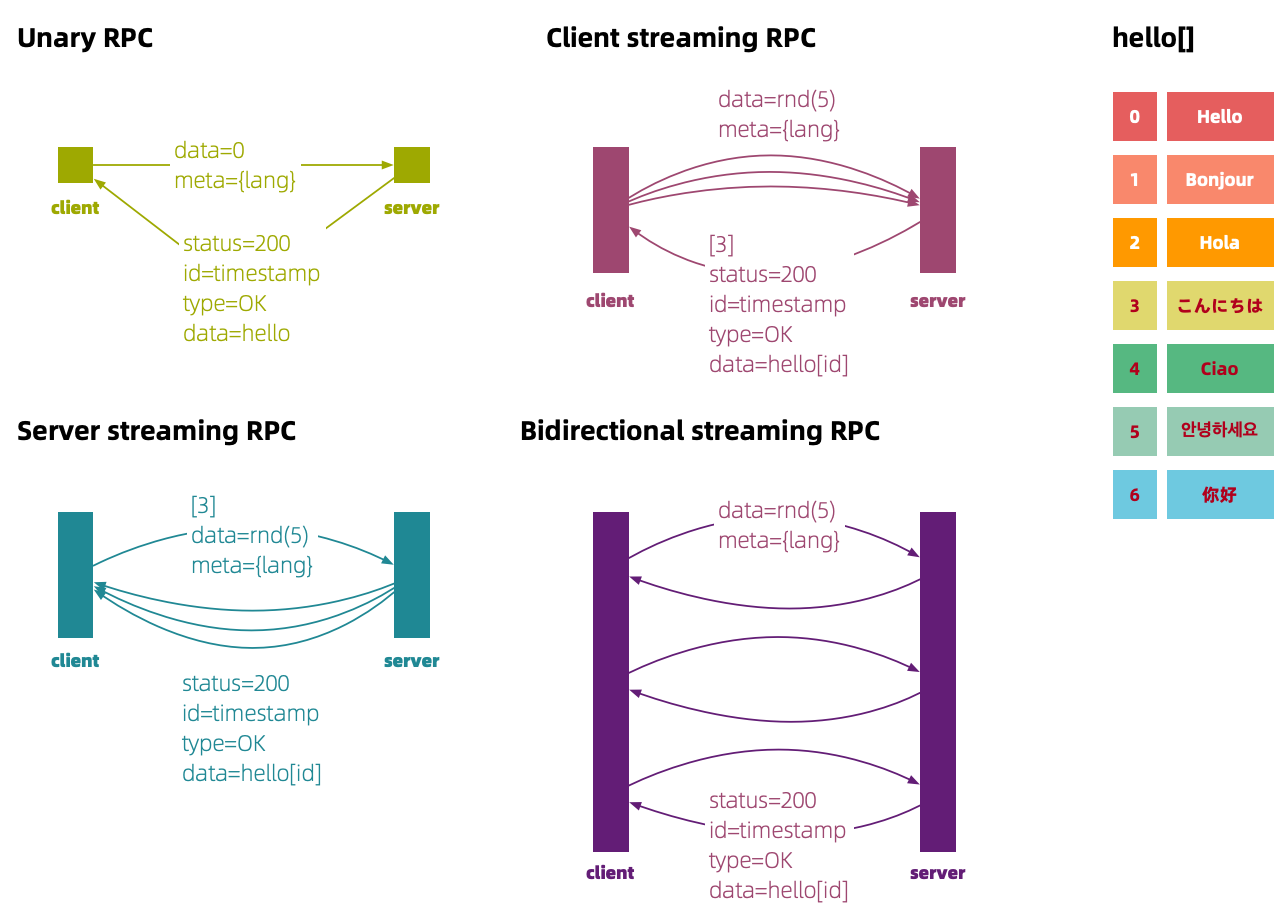 Unary RPC
data=0
meta={lang}
client
server
status=200
id=timestamp
type=OK
data=hello
Client streaming RPC
data=rnd(5)
meta={lang}
[3]
status=200
id=timestamp
type=OK
data=hello[id]
client
server
hello[]
0 Hello
1 Bonjour
2 Hola
3 こんにちは
4 Ciao
5 안녕하세요
6 你好
Server streaming RPC
[3]
data=rnd(5)
meta={lang}
client
server
status=200
id=timestamp
type=OK
data=hello[id]
Bidirectional streaming RPC
data=rnd(5)
meta={lang}
status=200
id=timestamp
type=OK
data=hello[id]
client
server